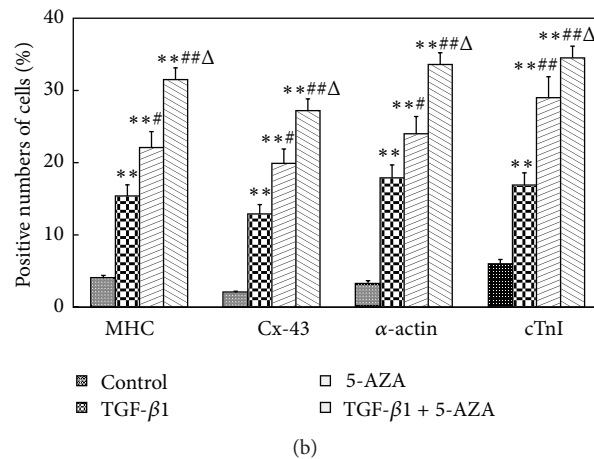 Positive numbers of cells (%)
40
30
20
10
0
**
**#
**##Δ
**
**#
**##Δ
**
**#
**##Δ
**
**##
**##Δ
MHC
Cx-43
α-actin
cTnI
Control
5-AZA
TGF-β1
TGF-β1 + 5-AZA
(b)